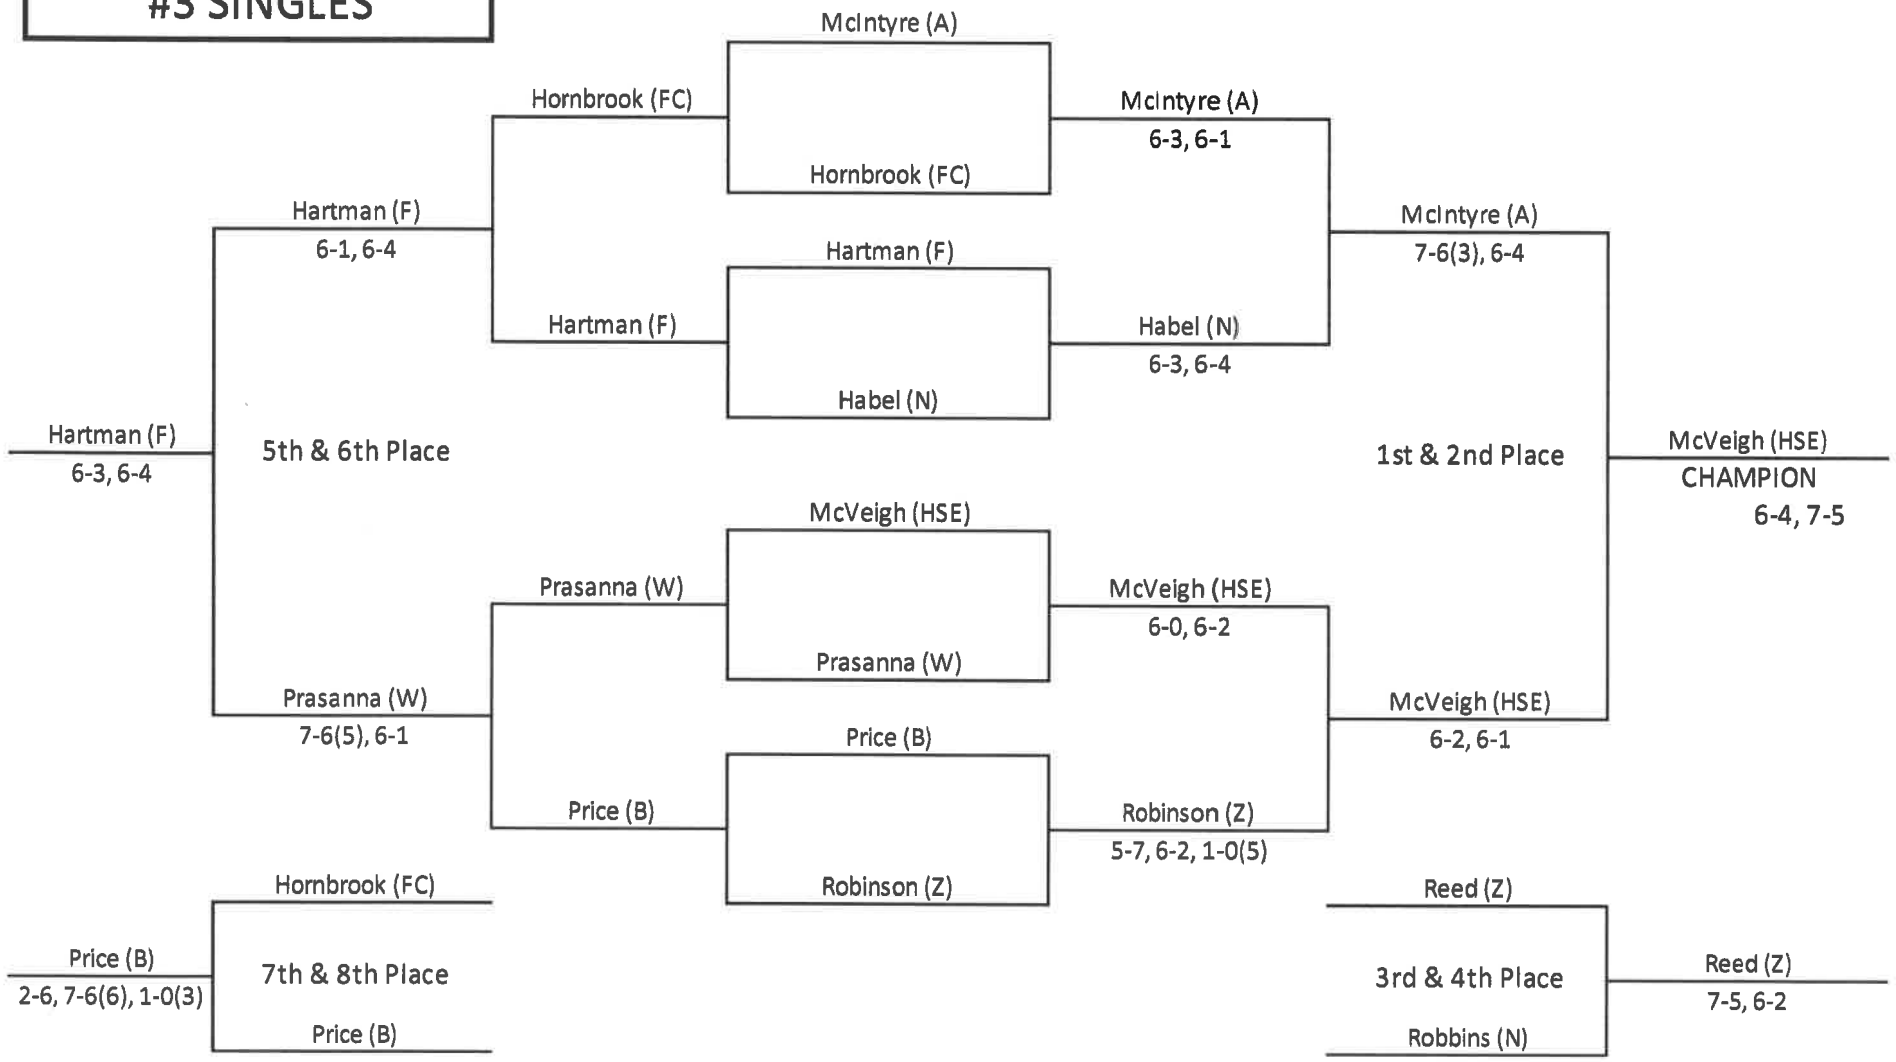 #3 SINGLES
McIntyre (A)
Hornbrook (FC)
McIntyre (A)
6-3, 6-1
Hornbrook (FC)
Hartman (F)
6-1, 6-4
McIntyre (A)
7-6(3), 6-4
Hartman (F)
Hartman (F)
Habel (N)
6-3, 6-4
Habel (N)
Hartman (F)
6-3, 6-4
5th & 6th Place
1st & 2nd Place
McVeigh (HSE)
CHAMPION
6-4, 7-5
McVeigh (HSE)
Prasanna (W)
McVeigh (HSE)
6-0, 6-2
Prasanna (W)
Prasanna (W)
7-6(5), 6-1
McVeigh (HSE)
6-2, 6-1
Price (B)
Price (B)
Robinson (Z)
5-7, 6-2, 1-0(5)
Robinson (Z)
Hornbrook (FC)
Price (B)
2-6, 7-6(6), 1-0(3)
7th & 8th Place
Price (B)
Reed (Z)
3rd & 4th Place
Reed (Z)
7-5, 6-2
Robbins (N)